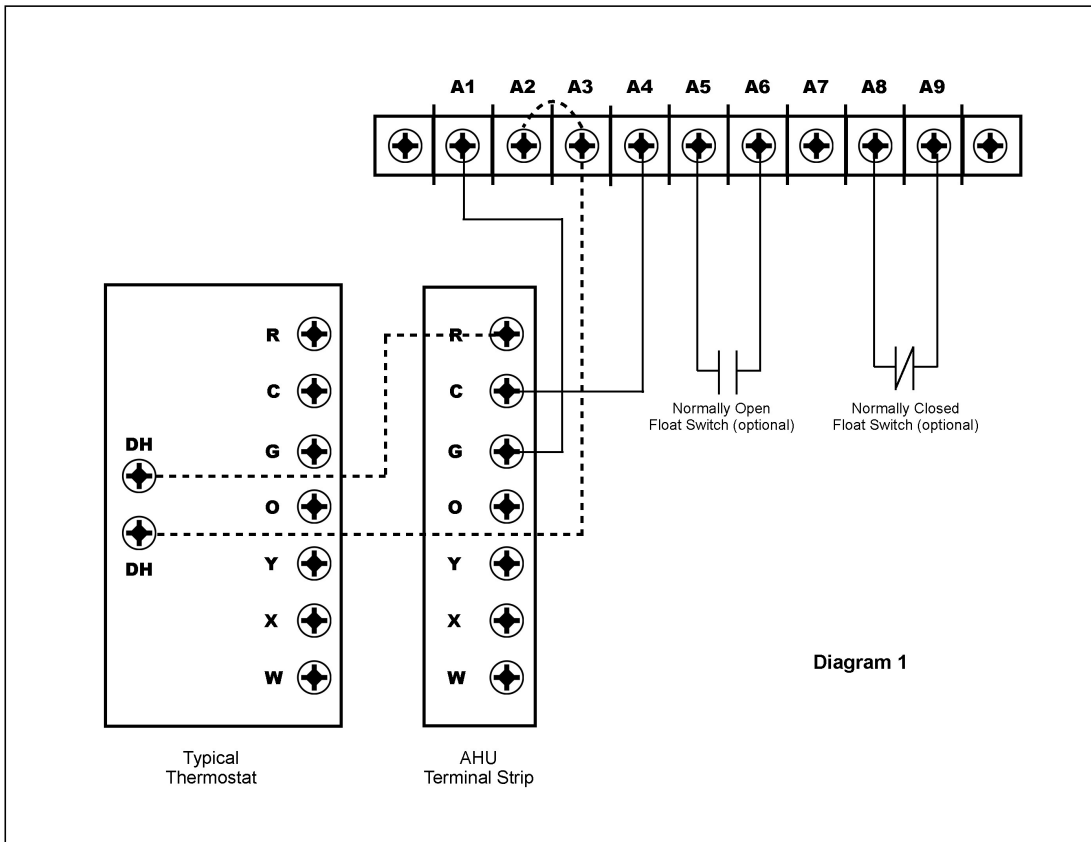 A1 A2 A3 A4 A5 A6 A7 A8 A9
R
C
G
O
Y
X
W
DH
DH
Typical
Thermostat
R
C
G
O
Y
X
W
AHU
Terminal Strip
Normally Open
Float Switch (optional)
Normally Closed
Float Switch (optional)
Diagram 1